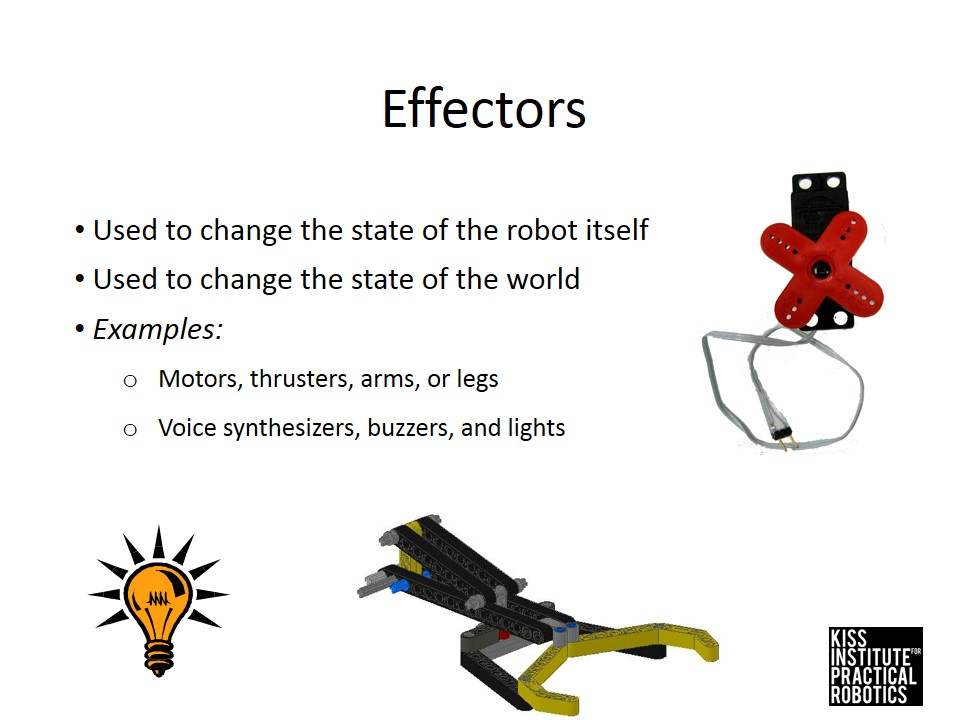 Effectors
• Used to change the state of the robot itself
• Used to change the state of the world
• Examples:
o Motors, thrusters, arms, or legs
o Voice synthesizers, buzzers, and lights
KISS
INSTITUTE FOR
PRACTICAL
ROBOTICS